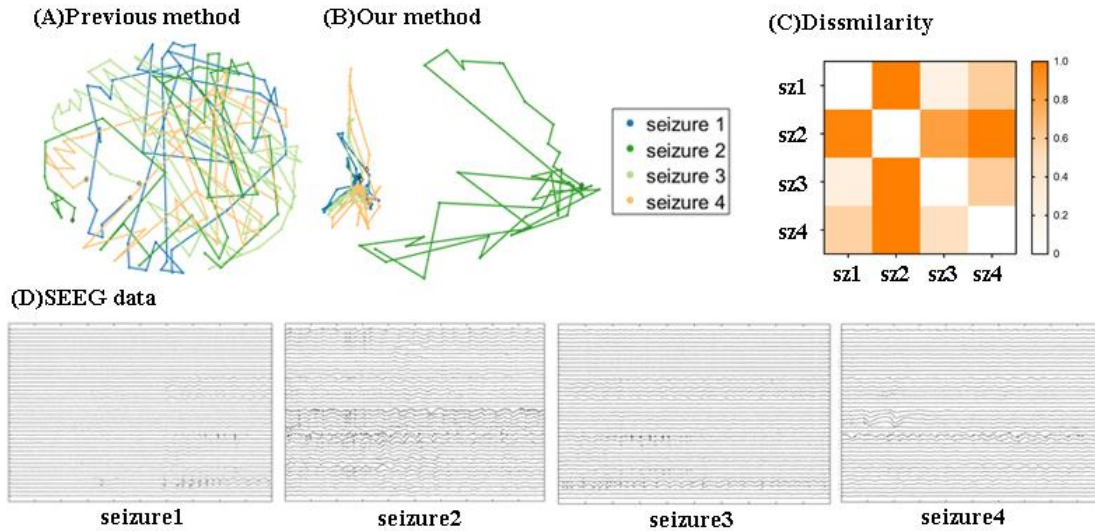 (A)Previous method
(B)Our method
(C)Dissmilarity
seizure 1
seizure 2
seizure 3
seizure 4
sz1
sz2
sz3
sz4
sz1 sz2 sz3 sz4
1.0
0.8
0.6
0.4
0.2
0
(D)SEEG data
seizure1 seizure2 seizure3 seizure4